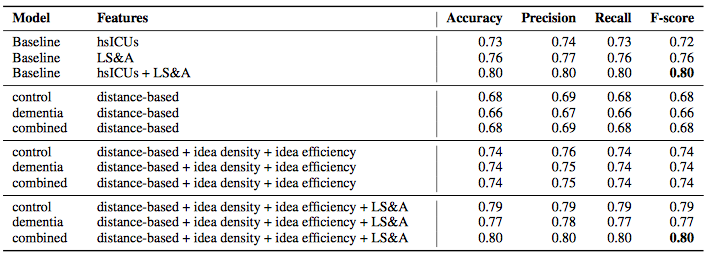 Model Features Accuracy Precision Recall F-score
Baseline hsICUs 0.73 0.74 0.73 0.72
Baseline LS&A 0.76 0.77 0.76 0.76
Baseline hsICUs + LS&A 0.80 0.80 0.80 0.80
control distance-based 0.68 0.69 0.68 0.68
dementia distance-based 0.66 0.67 0.66 0.66
combined distance-based 0.68 0.69 0.68 0.68
control distance-based + idea density + idea efficiency 0.74 0.76 0.74 0.74
dementia distance-based + idea density + idea efficiency 0.74 0.75 0.74 0.74
combined distance-based + idea density + idea efficiency 0.74 0.75 0.74 0.74
control distance-based + idea density + idea efficiency + LS&A 0.79 0.79 0.79 0.79
dementia distance-based + idea density + idea efficiency + LS&A 0.77 0.78 0.77 0.77
combined distance-based + idea density + idea efficiency + LS&A 0.80 0.80 0.80 0.80